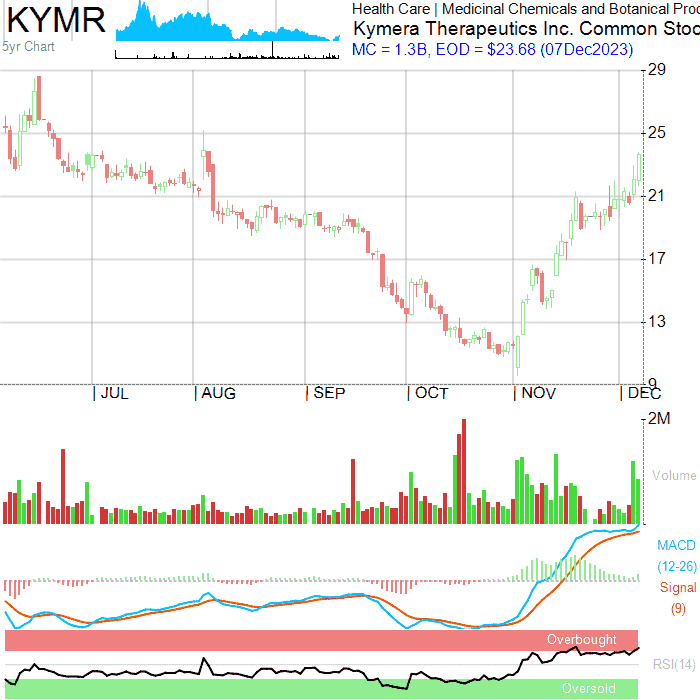 KYMR
5yr Chart
Health Care | Medicinal Chemicals and Botanical Proc
Kymera Therapeutics Inc. Common Stoc
MC = 1.3B, EOD = $23.68 (07Dec2023)
29
25
21
17
13
9
JUL AUG SEP OCT NOV DEC
2M
Volume
MACD
(12-26)
Signal
(9)
Overbought
RSI(14)
Oversold